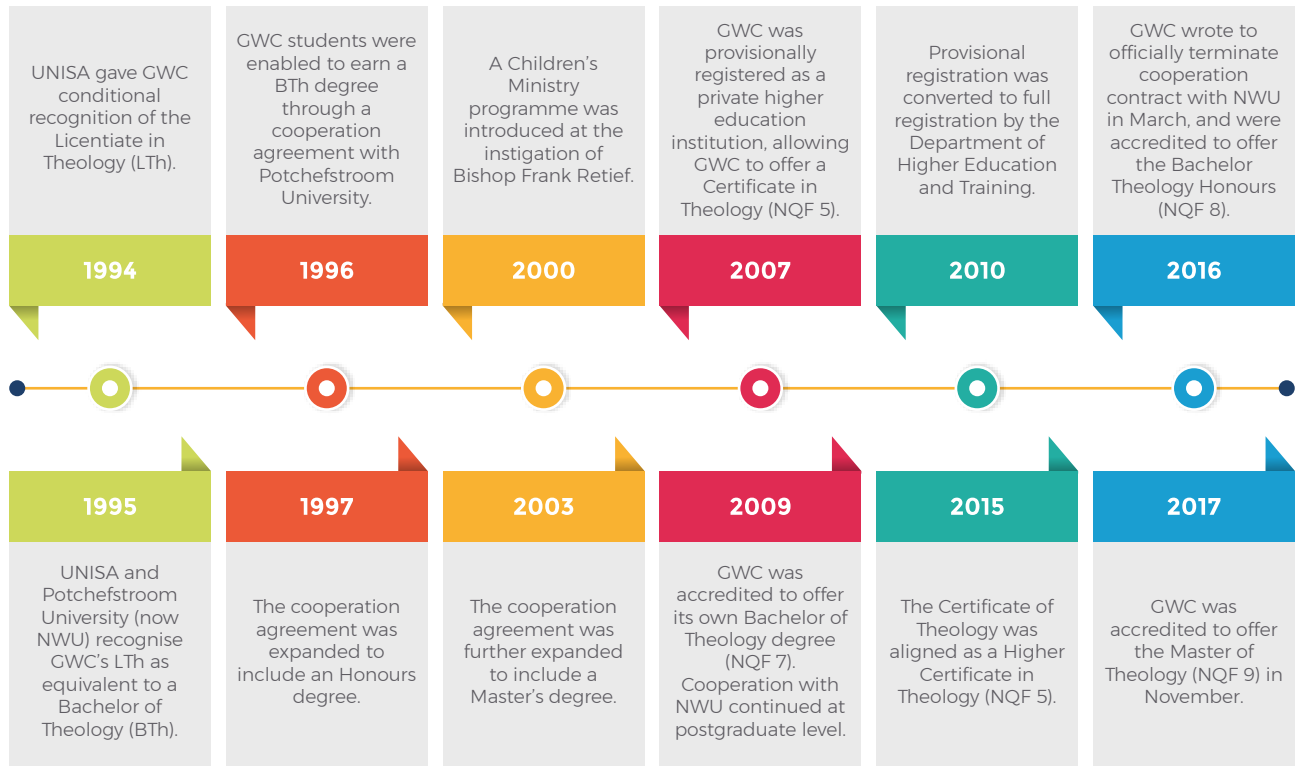 UNISA gave GWC
conditional
recognition of the
Licentiate in
Theology (LTh).
1994
GWC students were
enabled to earn a
BTh degree
through a
cooperation
agreement with
Potchefstroom
University.
1996
A Children's
Ministry
programme was
introduced at the
instigation of
Bishop Frank Retief.
2000
GWC was
provisionally
registered as a
private higher
education
institution, allowing
GWC to offer a
Certificate in
Theology (NQF 5).
2007
Provisional
registration was
converted to full
registration by the
Department of
Higher Education
and Training.
2010
GWC wrote to
officially terminate
cooperation
contract with NWU
in March, and were
accredited to offer
the Bachelor
Theology Honours
(NQF 8).
2016
1995
UNISA and
Potchefstroom
University (now
NWU) recognise
GWC's LTh as
equivalent to a
Bachelor of
Theology (BTh).
1997
The cooperation
agreement was
expanded to
include an Honours
degree.
2003
The cooperation
agreement was
further expanded
to include a
Master's degree.
2009
GWC was
accredited to offer
its own Bachelor of
Theology degree
(NQF 7).
Cooperation with
NWU continued at
postgraduate level.
2015
The Certificate of
Theology was
aligned as a Higher
Certificate in
Theology (NQF 5).
2017
GWC was
accredited to offer
the Master of
Theology (NQF 9) in
November.